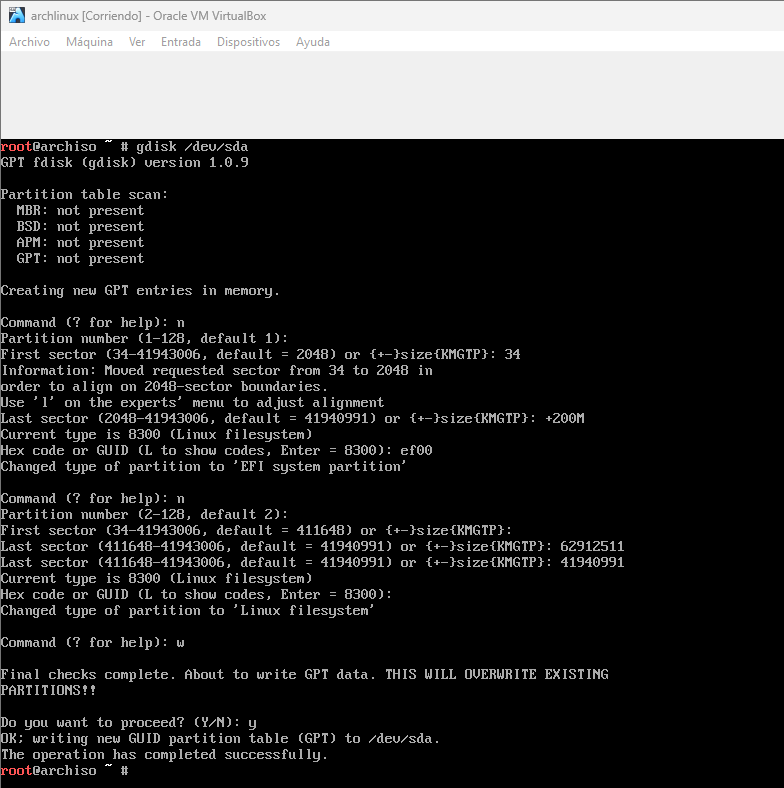 archlinux [Corriendo] - Oracle VM VirtualBox
Archivo Máquina Ver Entrada Dispositivos Ayuda
root@archiso ~ # gdisk /dev/sda
GPT fdisk (gdisk) version 1.0.9
Partition table scan:
MBR: not present
BSD: not present
APM: not present
GPT: not present
Creating new GPT entries in memory.
Command (? for help): n
Partition number (1-128, default 1):
First sector (34-41943006, default = 2048) or {+-}size{KMGTP}: 34
Information: Moved requested sector from 34 to 2048 in
order to align on 2048-sector boundaries.
Use 'l' on the experts' menu to adjust alignment
Last sector (2048-41943006, default = 41940991) or {+-}size{KMGTP}: +200M
Current type is 8300 (Linux filesystem)
Hex code or GUID (L to show codes, Enter = 8300): ef00
Changed type of partition to 'EFI system partition'
Command (? for help): n
Partition number (2-128, default 2):
First sector (34-41943006, default = 411648) or {+-}size{KMGTP}:
Last sector (411648-41943006, default = 41940991) or {+-}size{KMGTP}: 62912511
Last sector (411648-41943006, default = 41940991) or {+-}size{KMGTP}: 41940991
Current type is 8300 (Linux filesystem)
Hex code or GUID (L to show codes, Enter = 8300):
Changed type of partition to 'Linux filesystem'
Command (? for help): w
Final checks complete. About to write GPT data. THIS WILL OVERWRITE EXISTING
PARTITIONS!!
Do you want to proceed? (Y/N): y
OK; writing new GUID partition table (GPT) to /dev/sda.
The operation has completed successfully.
root@archiso ~ #